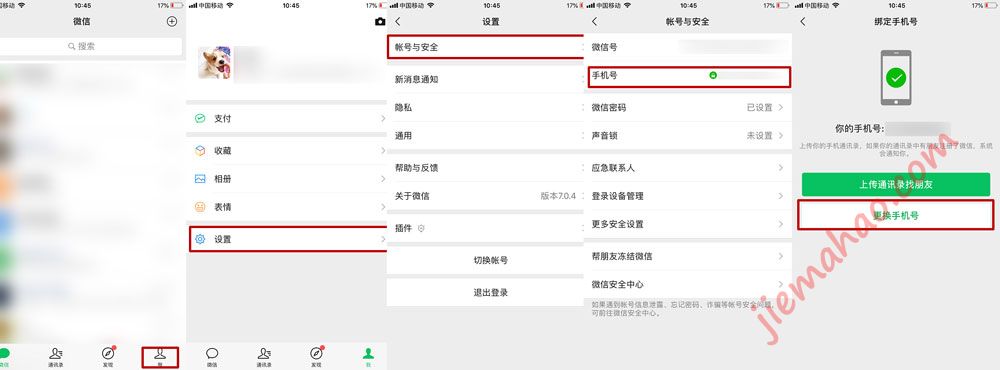 中国移动 10:45 17%
微信
搜索
微信 通讯录 发现 我
中国移动 10:45 17%
支付
收藏
相册
表情
设置
微信 通讯录 发现 我
中国移动 10:45 17%
设置
帐号与安全
新消息通知
隐私
通用
帮助与反馈
关于微信 版本7.0.4
插件
切换帐号
退出登录
中国移动 10:45 17%
帐号与安全
微信号
手机号
微信密码 已设置
声音锁 未设置
应急联系人
登录设备管理
更多安全设置
帮朋友冻结微信
微信安全中心
如果遇到帐号信息泄露、忘记密码、诈骗等帐号安全问题，
可前往微信安全中心。
中国移动 10:45 17%
绑定手机号
你的手机号:
上传你的手机通讯录，如果你的通讯录中有朋友注册了微信，系统
会通知你。
上传通讯录找朋友
更换手机号
jiemahao.com